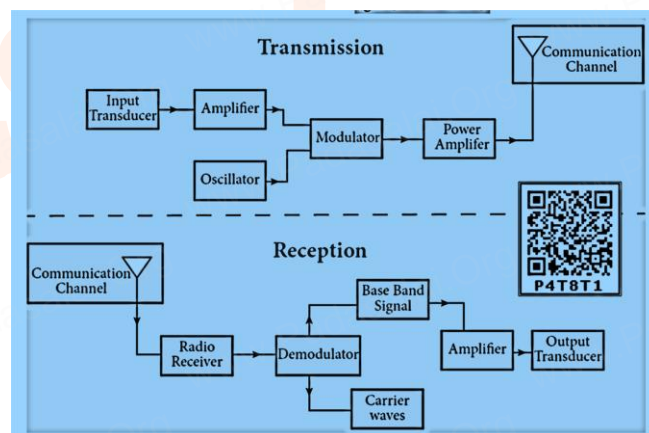 Transmission
Communication
Channel
Input
Transducer
Amplifier
Modulator
Power
Amplifer
Oscillator
P4T8T1
Reception
Communication
Channel
Base Band
Signal
Radio
Receiver
Demodulator
Amplifier
Output
Transducer
Carrier
waves